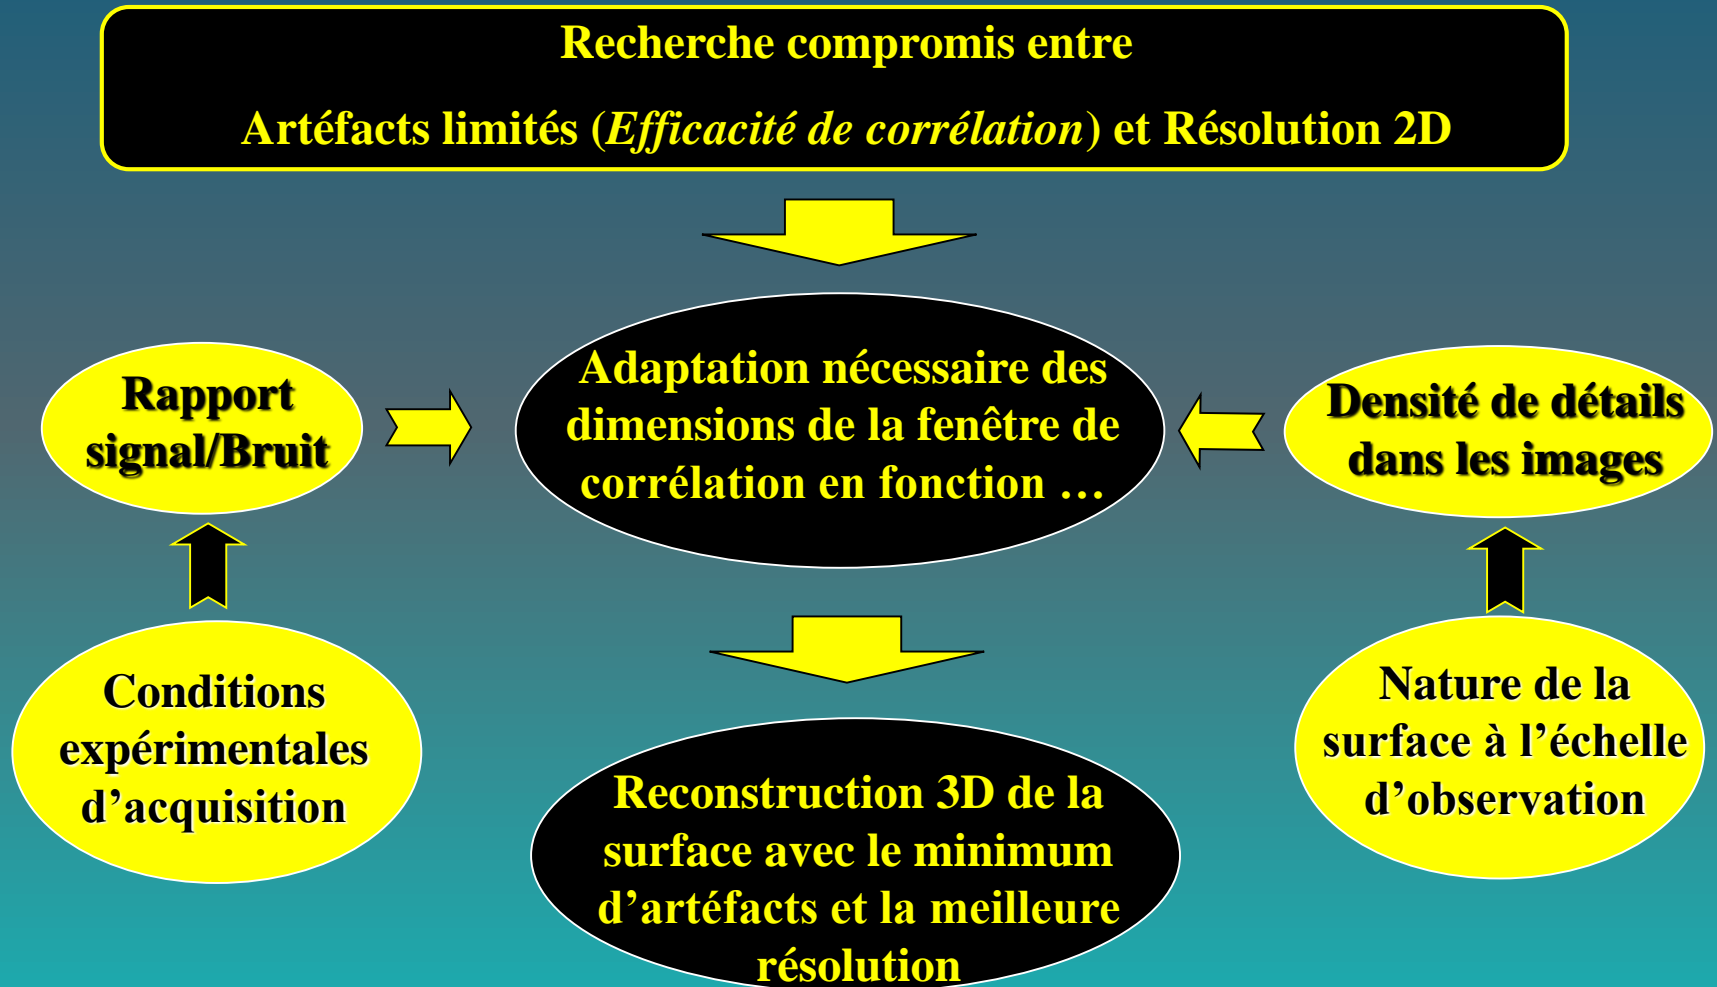 Recherche compromis entre
Artéfacts limités (Efficacité de corrélation) et Résolution 2D
Rapport
signal/Bruit
Adaptation nécessaire des
dimensions de la fenêtre de
corrélation en fonction …
Densité de détails
dans les images
Conditions
expérimentales
d’acquisition
Reconstruction 3D de la
surface avec le minimum
d’artéfacts et la meilleure
résolution
Nature de la
surface à l’échelle
d’observation